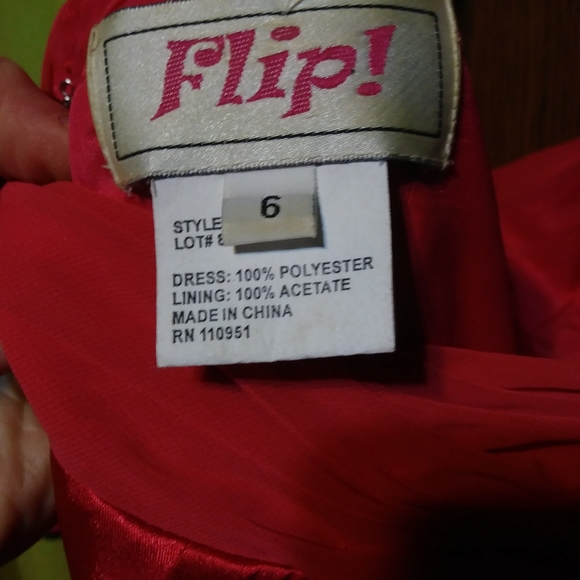 Flip!
6
STYLE
LOT#
DRESS: 100% POLYESTER
LINING: 100% ACETATE
MADE IN CHINA
RN 110951